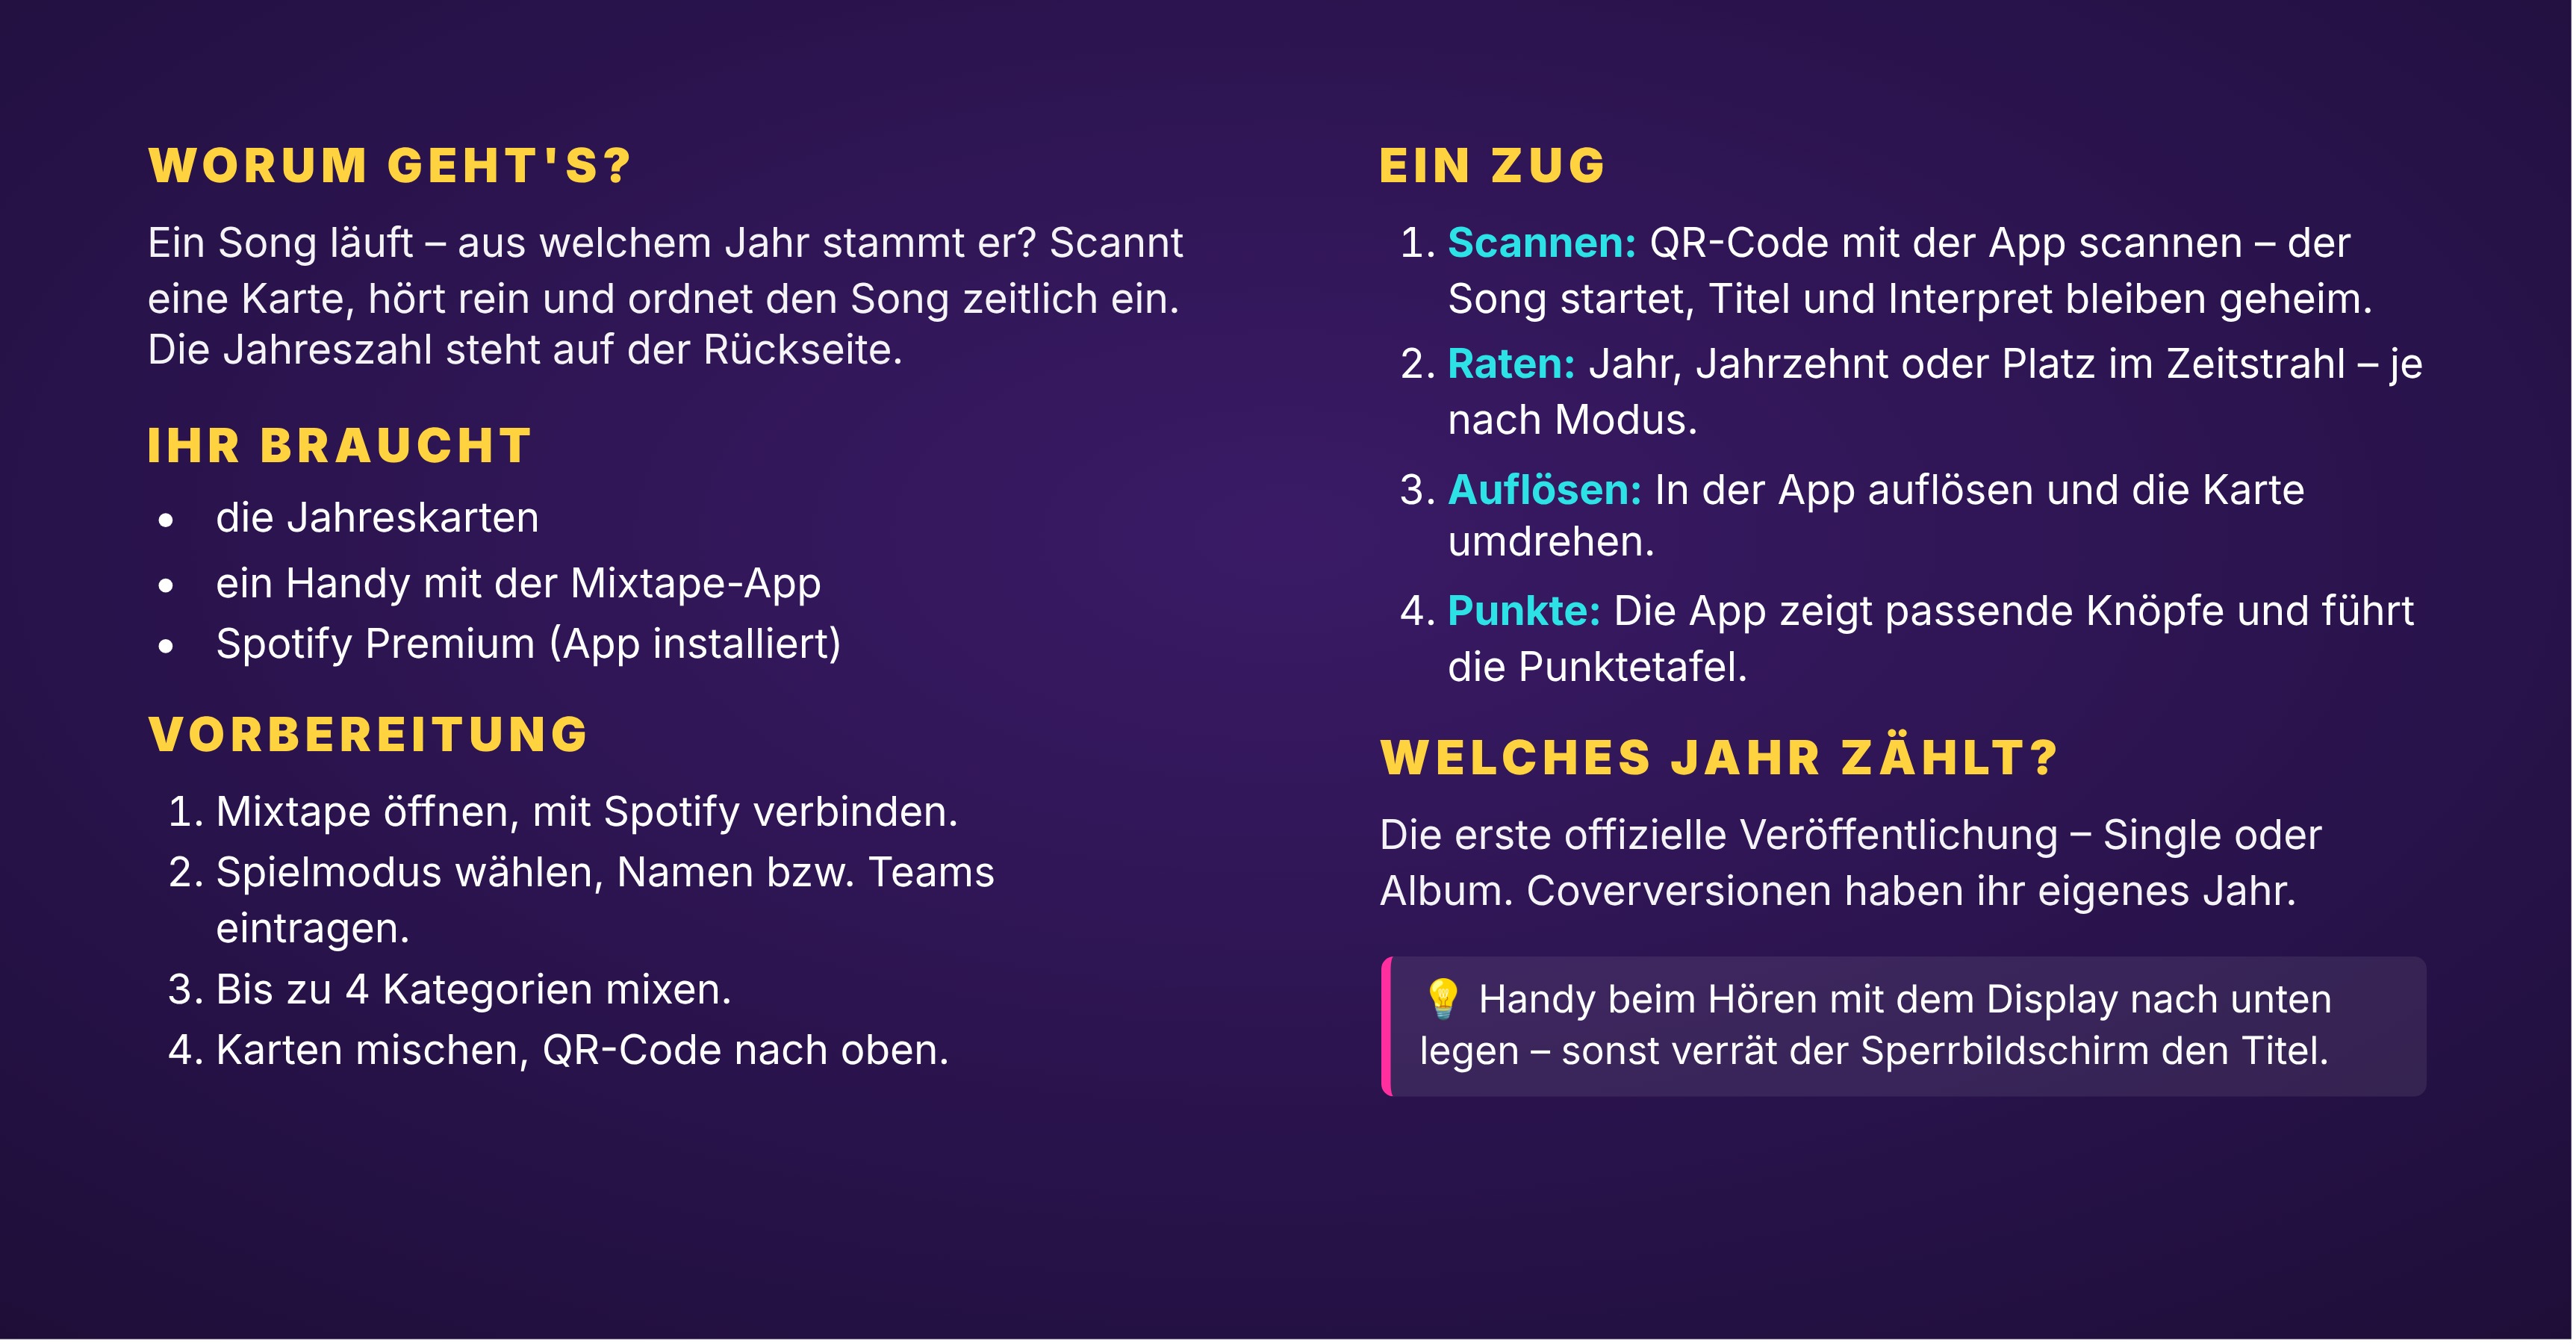 WORUM GEHT'S?
Ein Song läuft – aus welchem Jahr stammt er? Scannt
eine Karte, hört rein und ordnet den Song zeitlich ein.
Die Jahreszahl steht auf der Rückseite.
IHR BRAUCHT
• die Jahreskarten
• ein Handy mit der Mixtape-App
• Spotify Premium (App installiert)
VORBEREITUNG
1. Mixtape öffnen, mit Spotify verbinden.
2. Spielmodus wählen, Namen bzw. Teams
eintragen.
3. Bis zu 4 Kategorien mixen.
4. Karten mischen, QR-Code nach oben.
EIN ZUG
1. Scannen: QR-Code mit der App scannen – der
Song startet, Titel und Interpret bleiben geheim.
2. Raten: Jahr, Jahrzehnt oder Platz im Zeitstrahl – je
nach Modus.
3. Auflösen: In der App auflösen und die Karte
umdrehen.
4. Punkte: Die App zeigt passende Knöpfe und führt
die Punktetafel.
WELCHES JAHR ZÄHLT?
Die erste offizielle Veröffentlichung – Single oder
Album. Coverversionen haben ihr eigenes Jahr.
💡 Handy beim Hören mit dem Display nach unten
legen – sonst verrät der Sperrbildschirm den Titel.